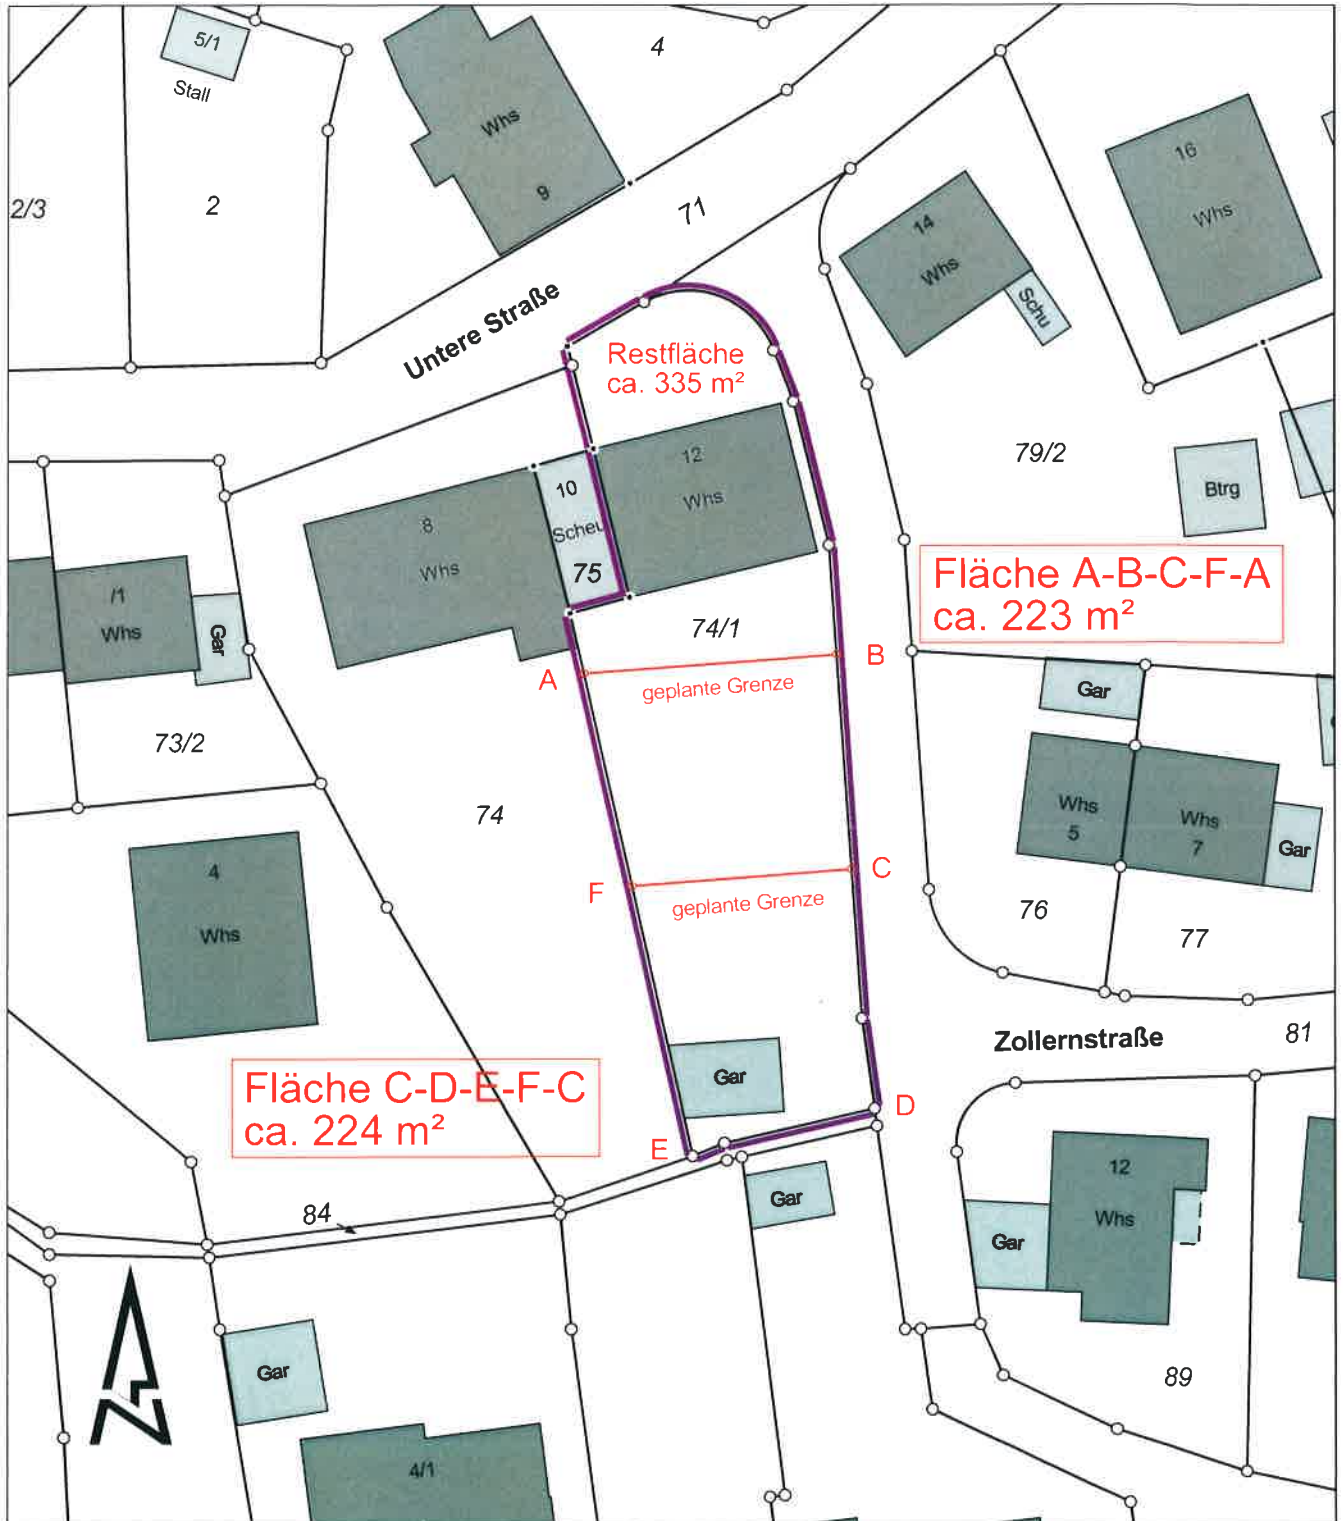 5/1
Stall
4
Whs
9
16
Whs
2/3
2
71
14
Whs
Schu
Untere Straße
Restfläche
ca. 335 m²
12
Whs
79/2
Btrg
10
Scheu
75
8
Whs
Fläche A-B-C-F-A
ca. 223 m²
/1
Whs
Gar
74/1
A
B
geplante Grenze
Gar
73/2
74
Whs
5
Whs
7
Gar
4
Whs
F
C
geplante Grenze
76
77
Zollernstraße
81
Fläche C-D-E-F-C
ca. 224 m²
Gar
D
E
12
Whs
Gar
Gar
84
Gar
89
4/1